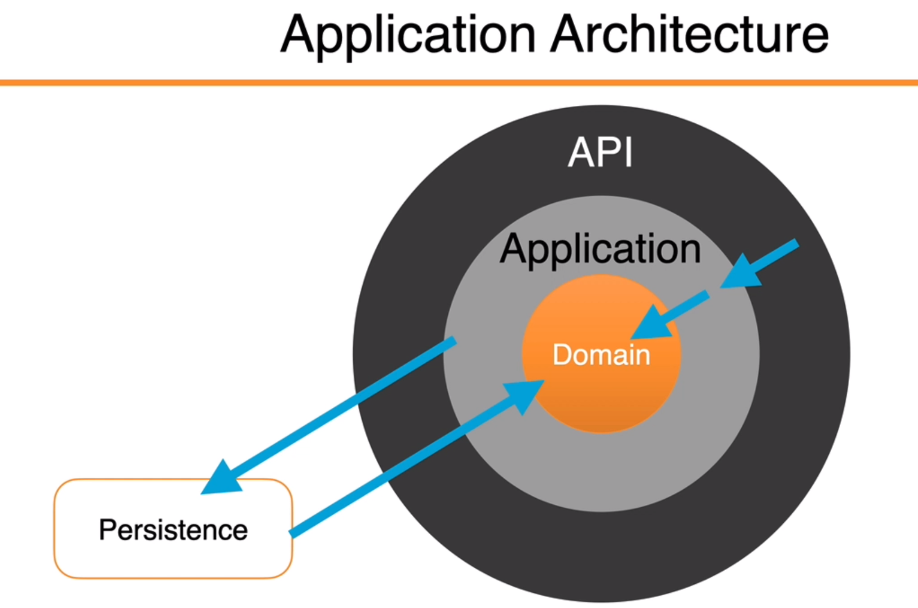 Application Architecture
API
Application
Domain
Persistence